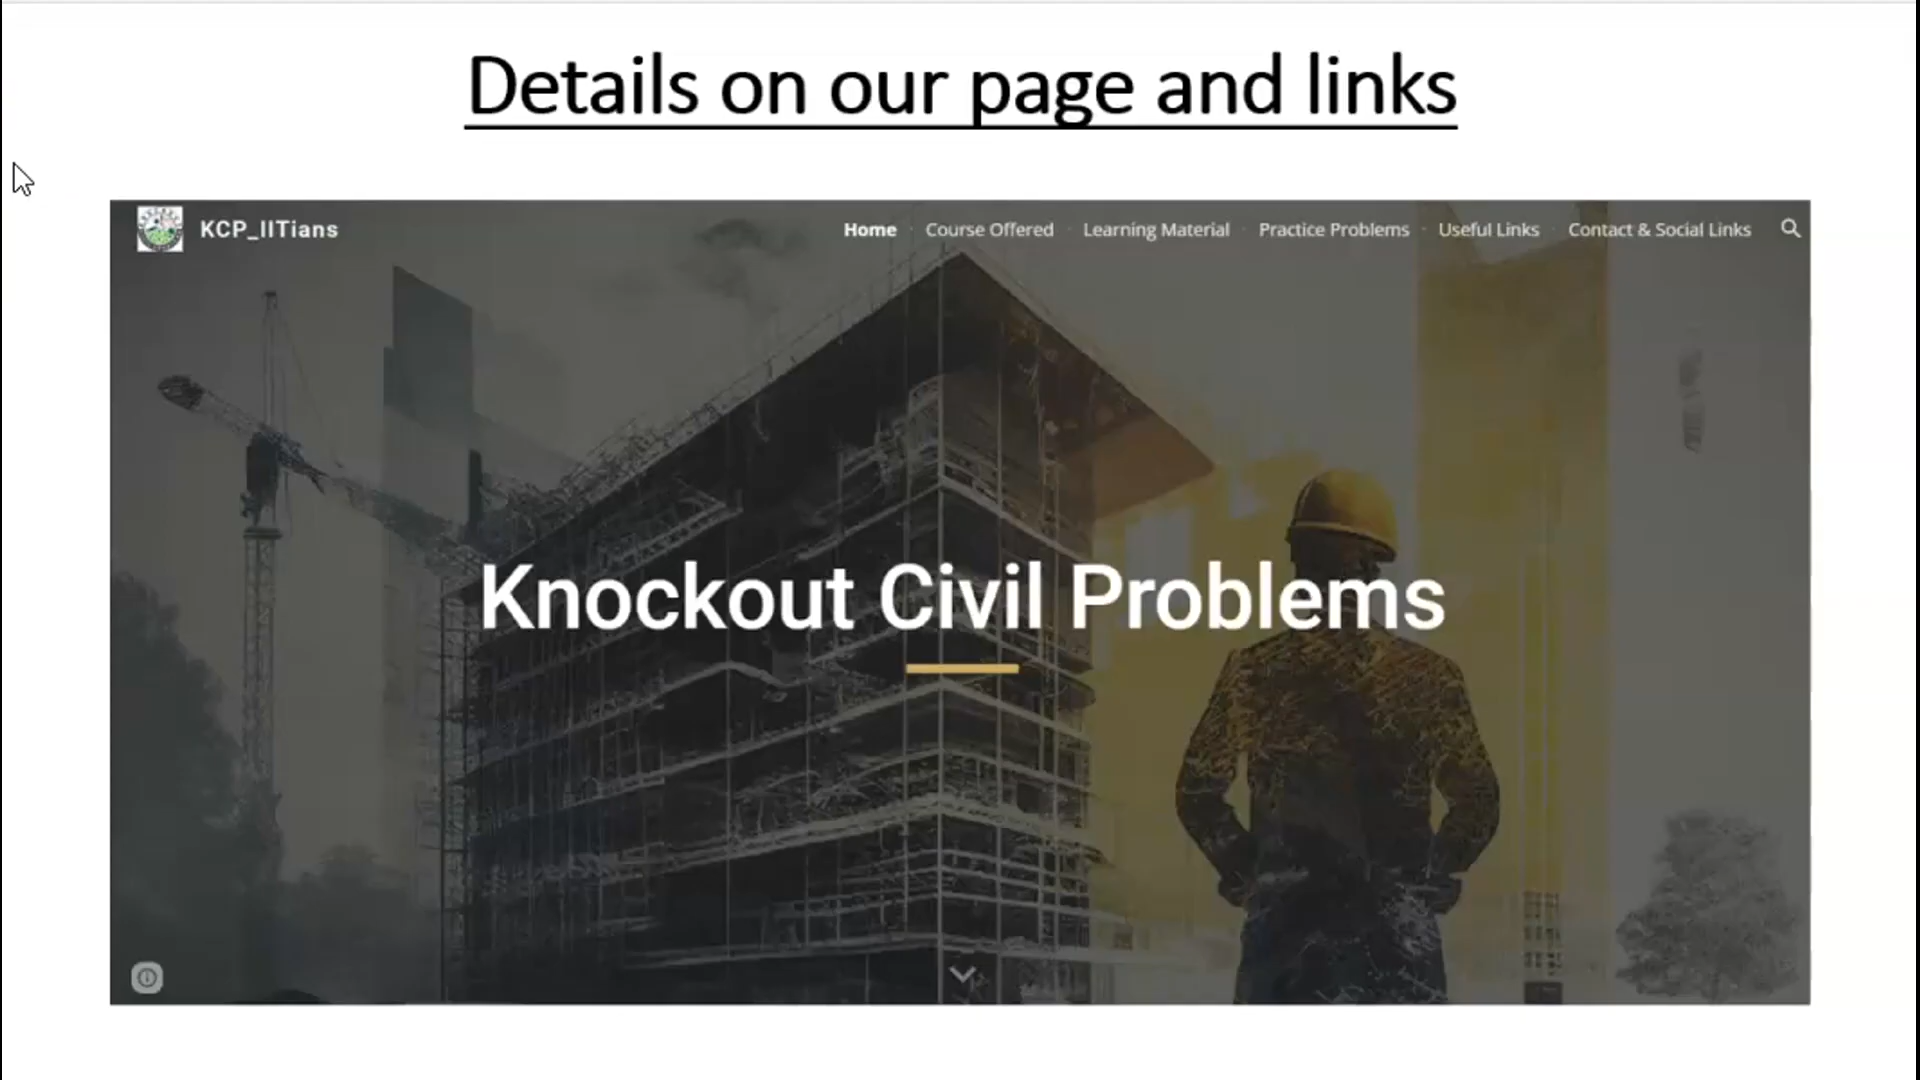 Details on our page and links
KCP_IITians
Home · Course Offered · Learning Material · Practice Problems · Useful Links · Contact & Social Links
Knockout Civil Problems